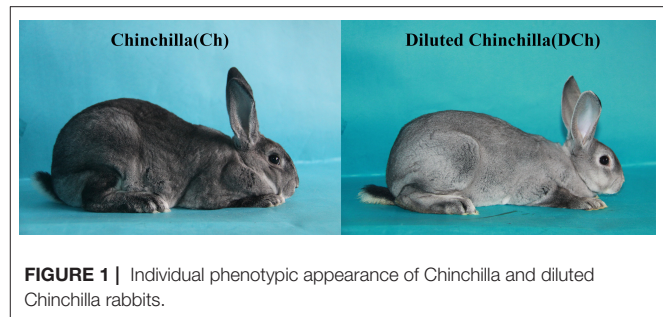 Chinchilla(Ch)
Diluted Chinchilla(DCh)
FIGURE 1 | Individual phenotypic appearance of Chinchilla and diluted
Chinchilla rabbits.